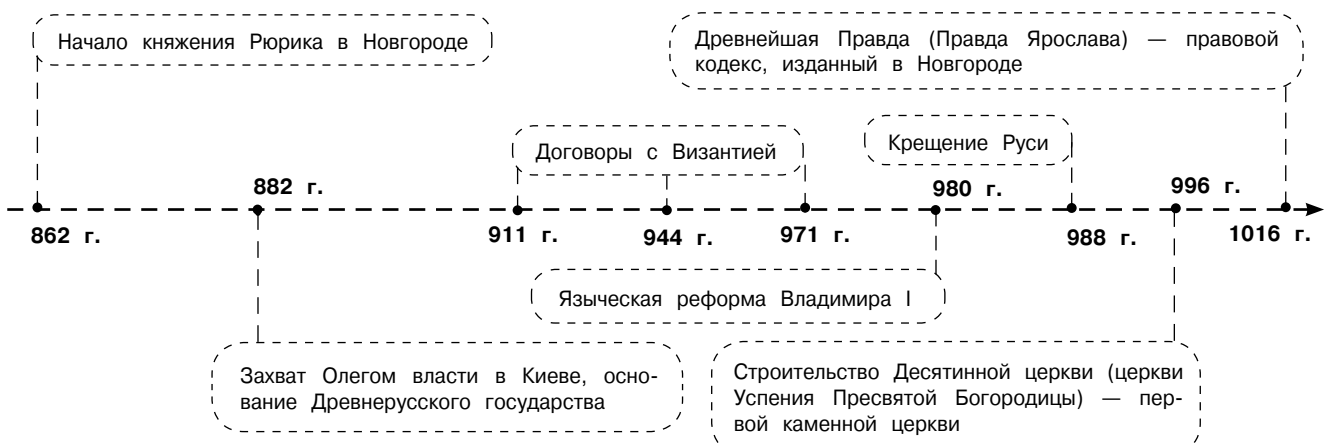 Начало княжения Рюрика в Новгороде
Древнейшая Правда (Правда Ярослава) — правовой
кодекс, изданный в Новгороде
Договоры с Византией
Крещение Руси
882 г.
980 г.
996 г.
862 г.
911 г.
944 г.
971 г.
988 г.
1016 г.
Языческая реформа Владимира I
Захват Олегом власти в Киеве, осно-
вание Древнерусского государства
Строительство Десятинной церкви (церкви
Успения Пресвятой Богородицы) — пер-
вой каменной церкви